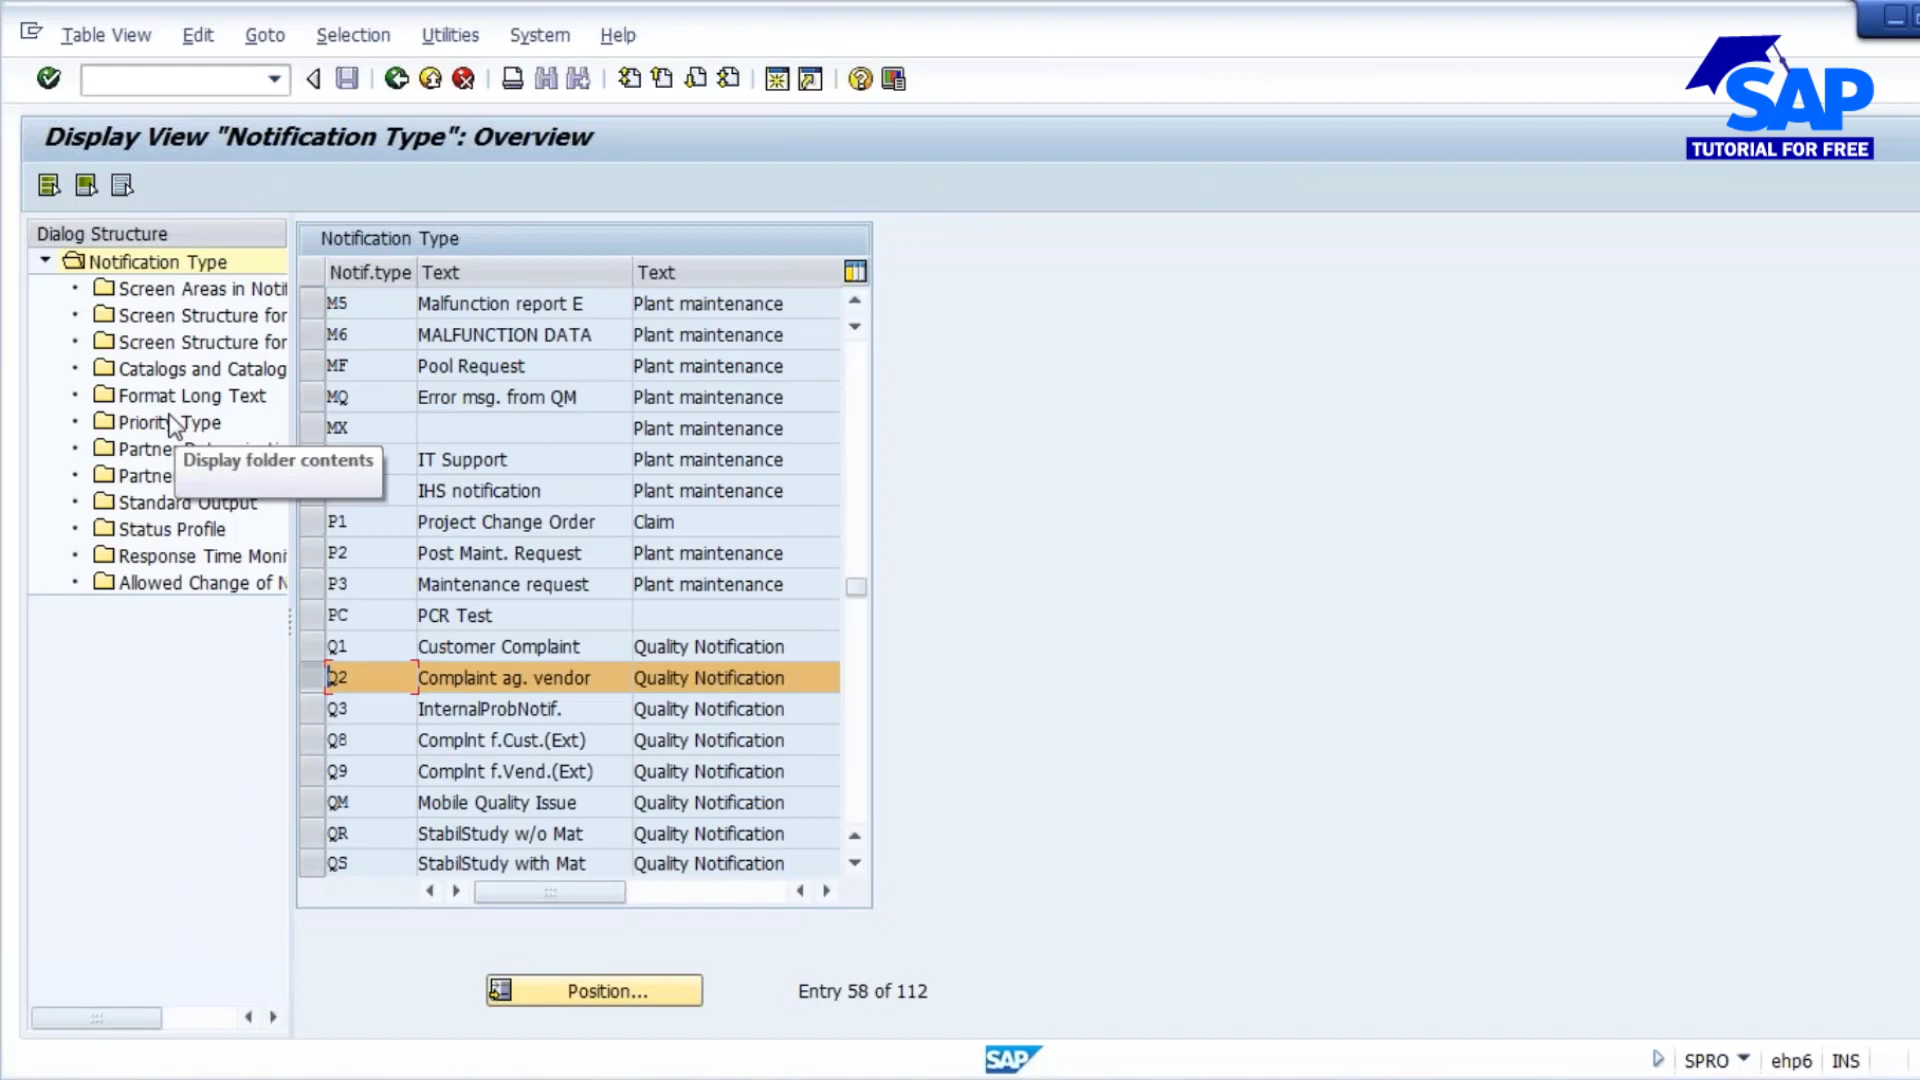 Table View Edit Goto Selection Utilities System Help
SAP
TUTORIAL FOR FREE
Display View "Notification Type": Overview
Dialog Structure
Notification Type
Screen Areas in Noti
Screen Structure for
Screen Structure for
Catalogs and Catalog
Format Long Text
Priority Type
Partne
Partne
Standard Output
Status Profile
Response Time Moni
Allowed Change of N
Display folder contents
Notification Type
Notif.type Text Text
M5 Malfunction report E Plant maintenance
M6 MALFUNCTION DATA Plant maintenance
MF Pool Request Plant maintenance
MQ Error msg. from QM Plant maintenance
MX Plant maintenance
IT Support Plant maintenance
IHS notification Plant maintenance
P1 Project Change Order Claim
P2 Post Maint. Request Plant maintenance
P3 Maintenance request Plant maintenance
PC PCR Test
Q1 Customer Complaint Quality Notification
Q2 Complaint ag. vendor Quality Notification
Q3 InternalProbNotif. Quality Notification
Q8 Complnt f.Cust.(Ext) Quality Notification
Q9 Complnt f.Vend.(Ext) Quality Notification
QM Mobile Quality Issue Quality Notification
QR StabilStudy w/o Mat Quality Notification
QS StabilStudy with Mat Quality Notification
Position... Entry 58 of 112
SAP SPRO ehp6 INS